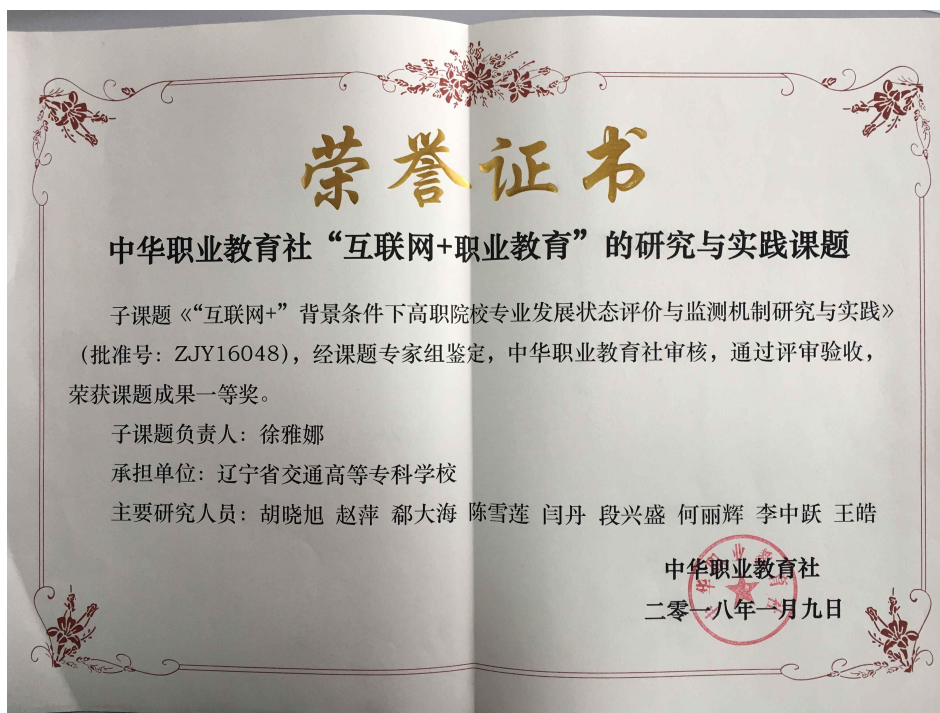 荣誉证书
中华职业教育社“互联网+职业教育”的研究与实践课题
子课题《“互联网+”背景条件下高职院校专业发展状态评价与监测机制研究与实践》
（批准号：ZJY16048），经课题专家组鉴定，中华职业教育社审核，通过评审验收，
荣获课题成果一等奖。
子课题负责人：徐雅娜
承担单位：辽宁省交通高等专科学校
主要研究人员：胡晓旭 赵萍 郗大海 陈雪莲 闫丹 段兴盛 何丽辉 李中跃 王皓
中华职业教育社
二零一八年一月九日
中华职业教育社